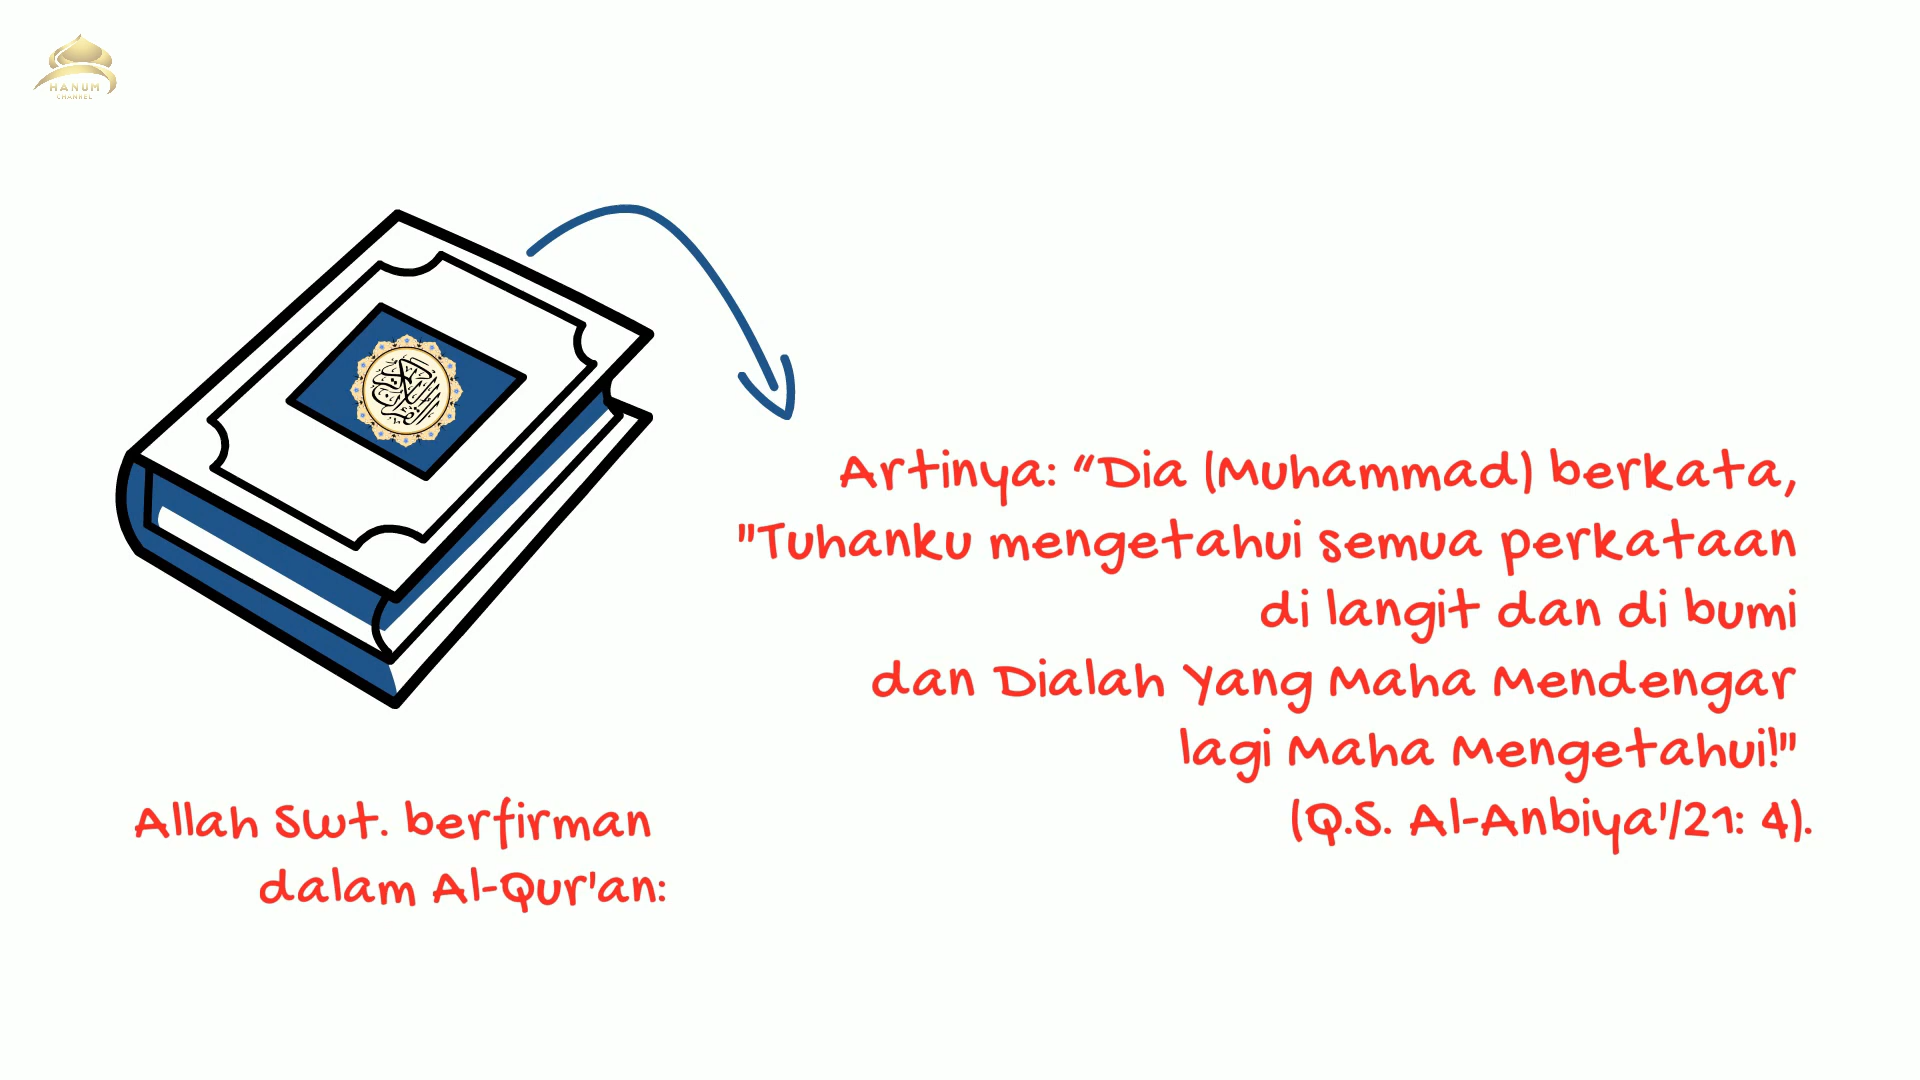 HANUM
CHANNEL
Allah Swt. berfirman
dalam Al-Qur'an:
Artinya: “Dia (Muhammad) berkata,
"Tuhanku mengetahui semua perkataan
di langit dan di bumi
dan Dialah Yang Maha Mendengar
lagi Maha Mengetahui!"
(Q.S. Al-Anbiya'/21: 4).